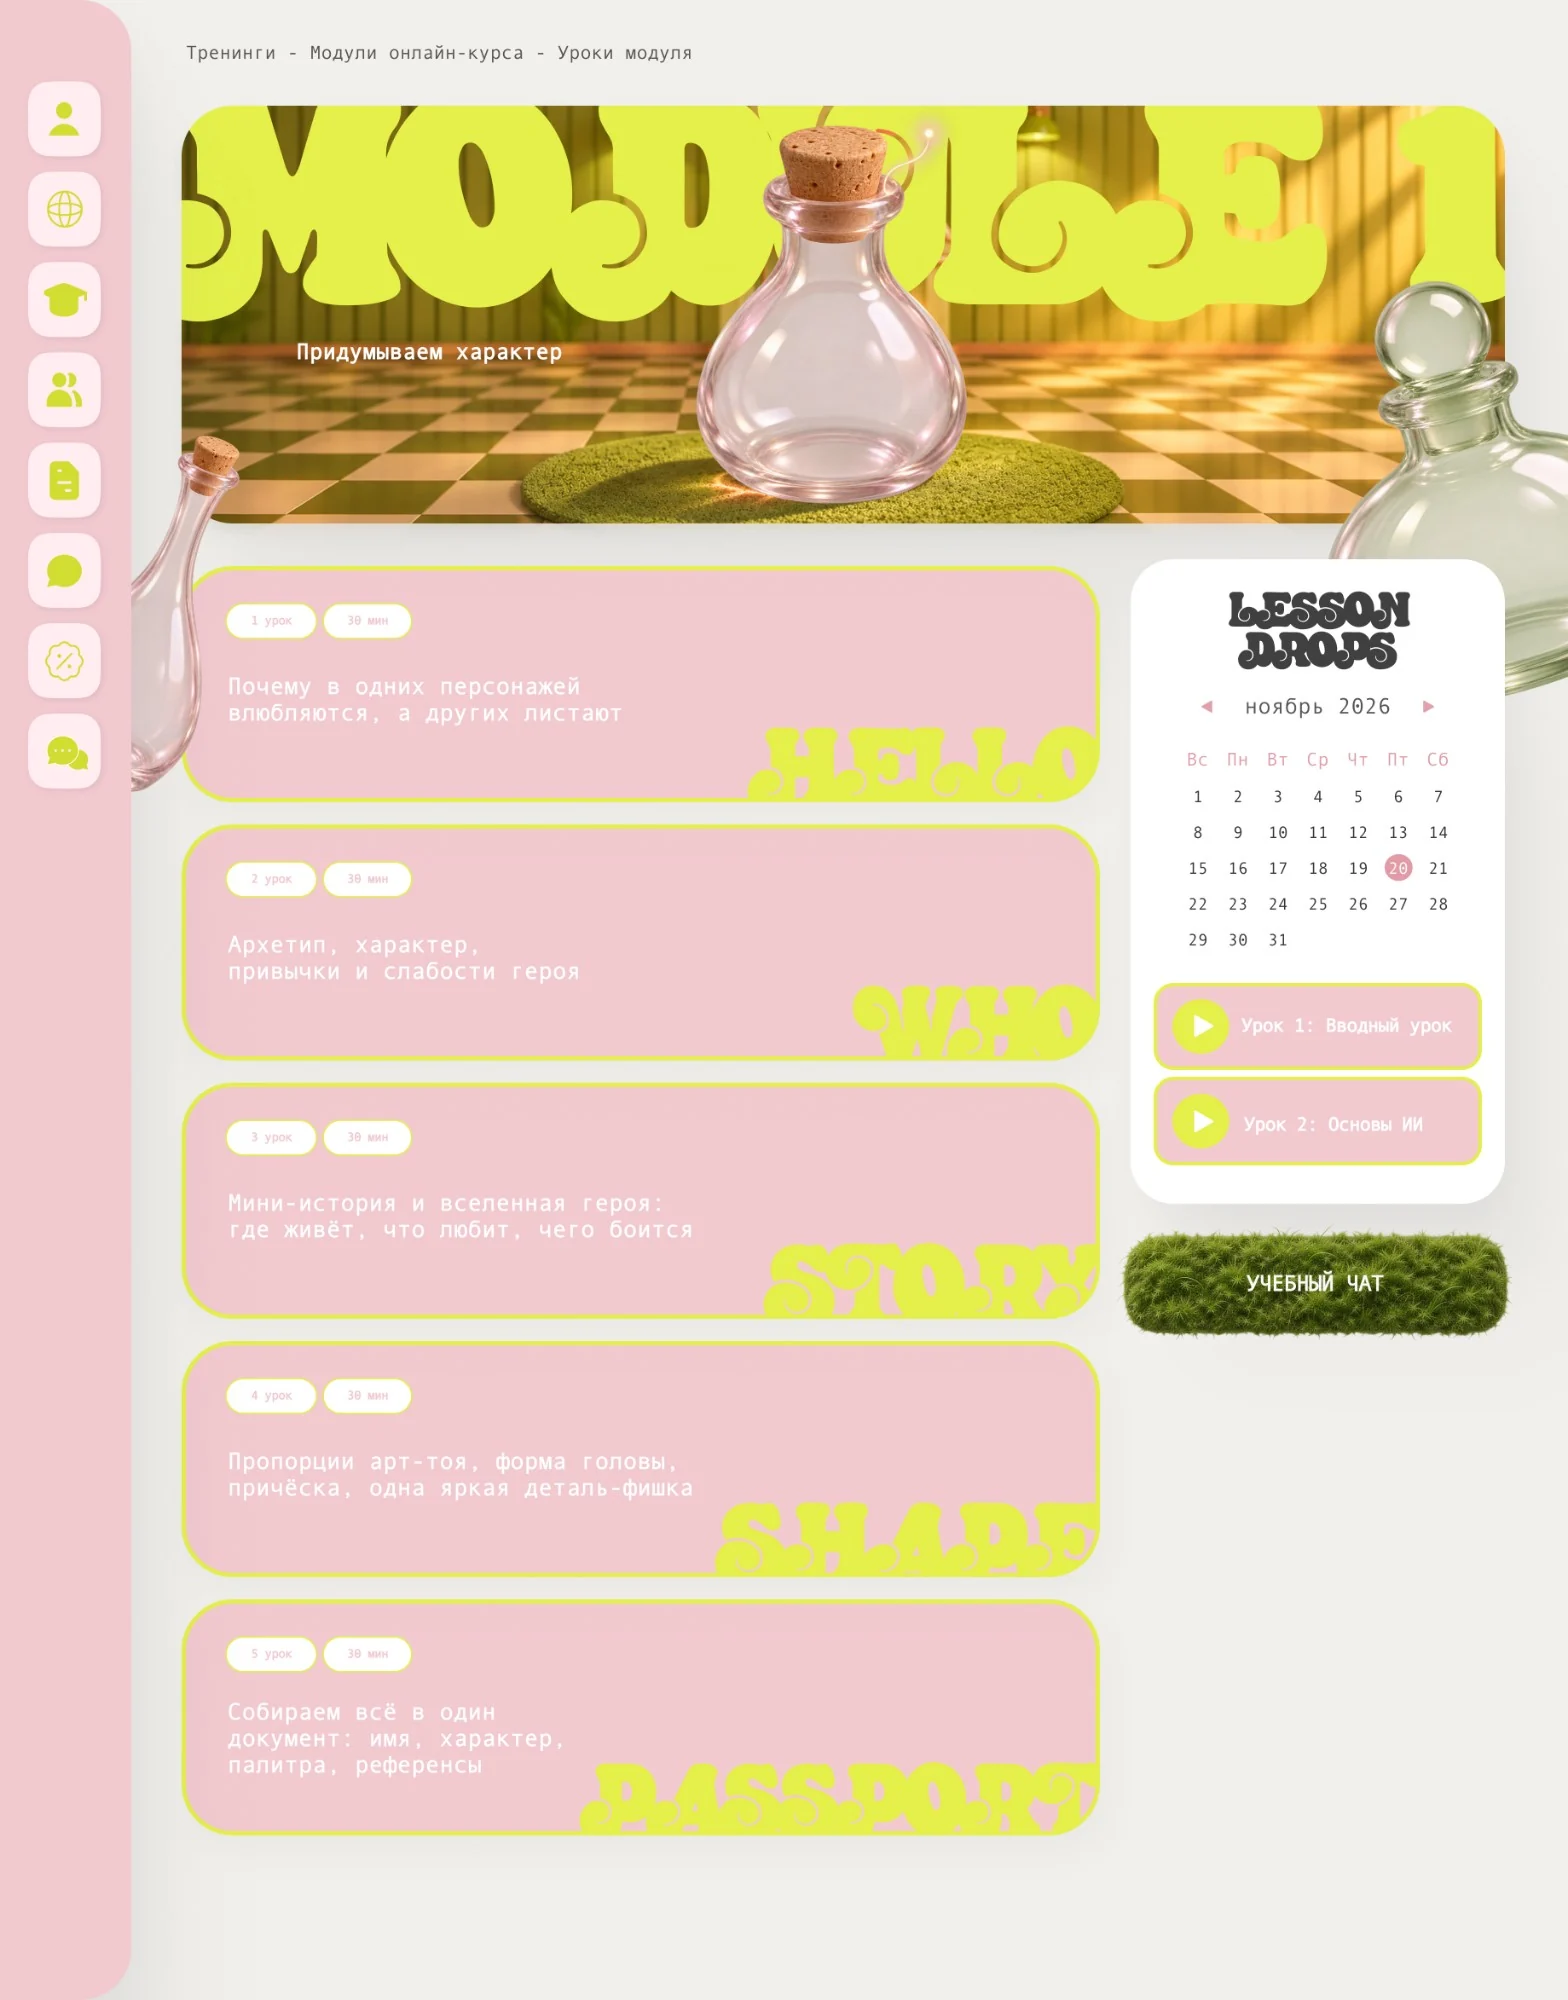 Тренинги - Модули онлайн-курса - Уроки модуля
MODULE 1
Придумываем характер
1 урок 30 мин
Почему в одних персонажей
влюбляются, а других листают
HELLO
2 урок 30 мин
Архетип, характер,
привычки и слабости героя
WHO
3 урок 30 мин
Мини-история и вселенная героя:
где живёт, что любит, чего боится
STORY
4 урок 30 мин
Пропорции арт-тоя, форма головы,
причёска, одна яркая деталь-фишка
SHAPE
5 урок 30 мин
Собираем всё в один
документ: имя, характер,
палитра, референсы
PASSPORT
LESSON
DROPS
ноябрь 2026
Вс Пн Вт Ср Чт Пт Сб
1 2 3 4 5 6 7
8 9 10 11 12 13 14
15 16 17 18 19 20 21
22 23 24 25 26 27 28
29 30 31
Урок 1: Вводный урок
Урок 2: Основы ИИ
УЧЕБНЫЙ ЧАТ